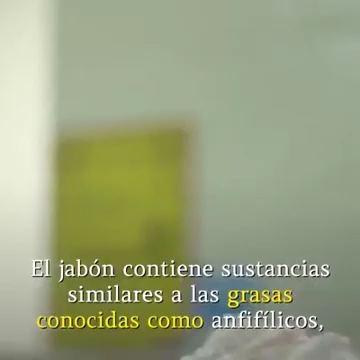 El jabón contiene sustancias
similares a las grasas
conocidas como anfifílicos,